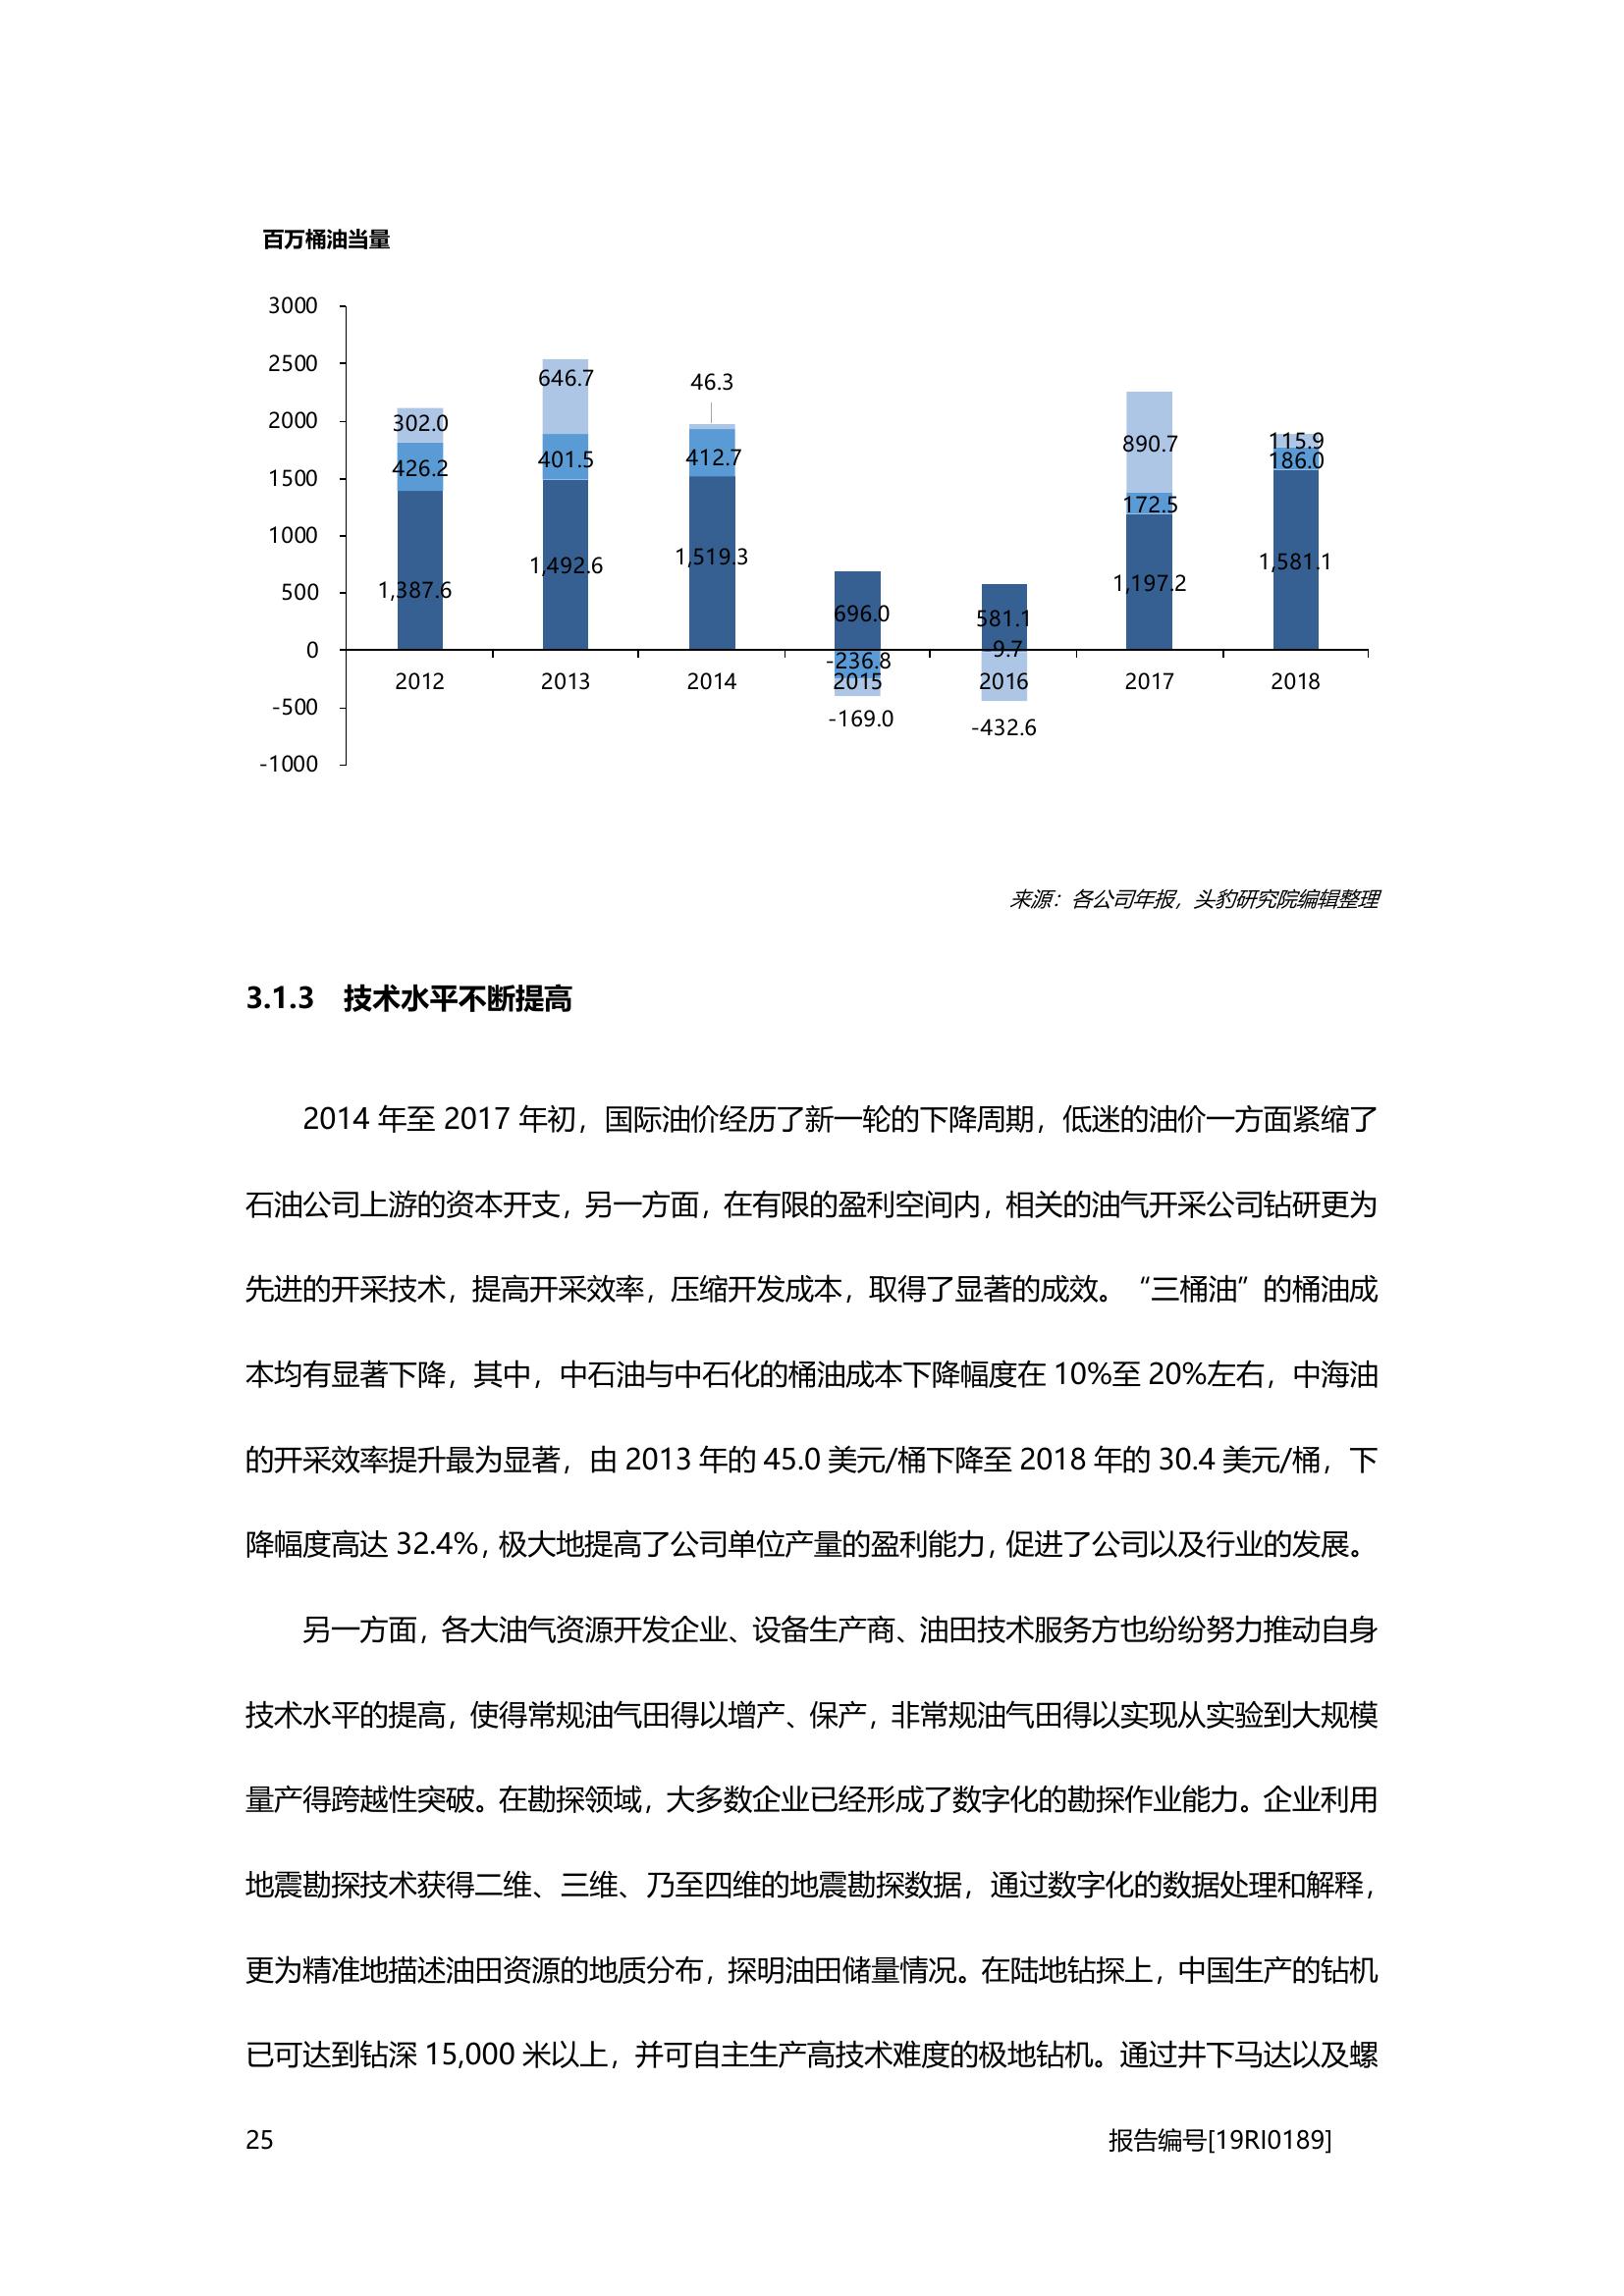 百万桶油当量
3000
2500
2000
1500
1000
500
0
-500
-1000
302.0
426.2
1,387.6
646.7
401.5
1,492.6
46.3
412.7
1,519.3
696.0
-236.8
-169.0
581.1
9.7
-432.6
890.7
172.5
1,197.2
115.9
186.0
1,581.1
2012 2013 2014 2015 2016 2017 2018
来源：各公司年报，头豹研究院编辑整理
3.1.3 技术水平不断提高
2014 年至 2017 年初，国际油价经历了新一轮的下降周期，低迷的油价一方面紧缩了
石油公司上游的资本开支，另一方面，在有限的盈利空间内，相关的油气开采公司钻研更为
先进的开采技术，提高开采效率，压缩开发成本，取得了显著的成效。“三桶油”的桶油成
本均有显著下降，其中，中石油与中石化的桶油成本下降幅度在 10%至 20%左右，中海油
的开采效率提升最为显著，由 2013 年的 45.0 美元/桶下降至 2018 年的 30.4 美元/桶，下
降幅度高达 32.4%，极大地提高了公司单位产量的盈利能力，促进了公司以及行业的发展。
另一方面，各大油气资源开发企业、设备生产商、油田技术服务方也纷纷努力推动自身
技术水平的提高，使得常规油气田得以增产、保产，非常规油气田得以实现从实验到大规模
量产得跨越性突破。在勘探领域，大多数企业已经形成了数字化的勘探作业能力。企业利用
地震勘探技术获得二维、三维、乃至四维的地震勘探数据，通过数字化的数据处理和解释，
更为精准地描述油田资源的地质分布，探明油田储量情况。在陆地钻探上，中国生产的钻机
已可达到钻深 15,000 米以上，并可自主生产高技术难度的极地钻机。通过井下马达以及螺
25 报告编号[19RI0189]